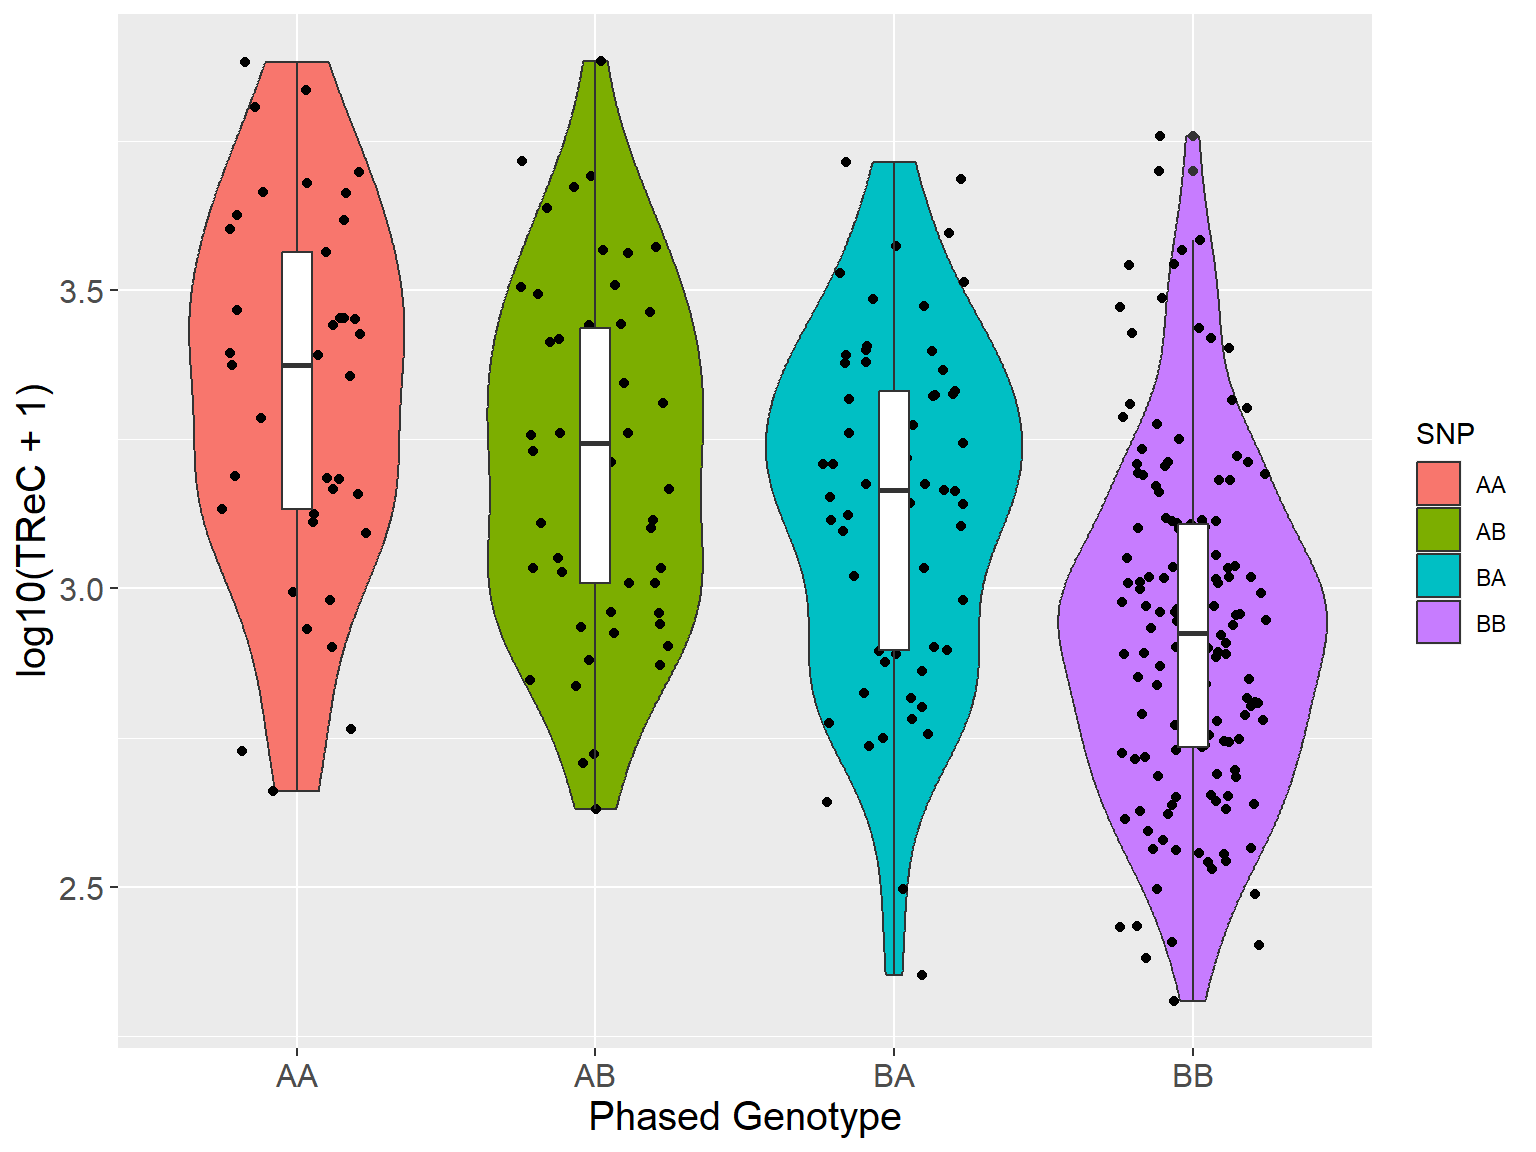 log10(TReC + 1)
3.5
3.0
2.5
AA
AB
BA
BB
Phased Genotype
SNP
AA
AB
BA
BB